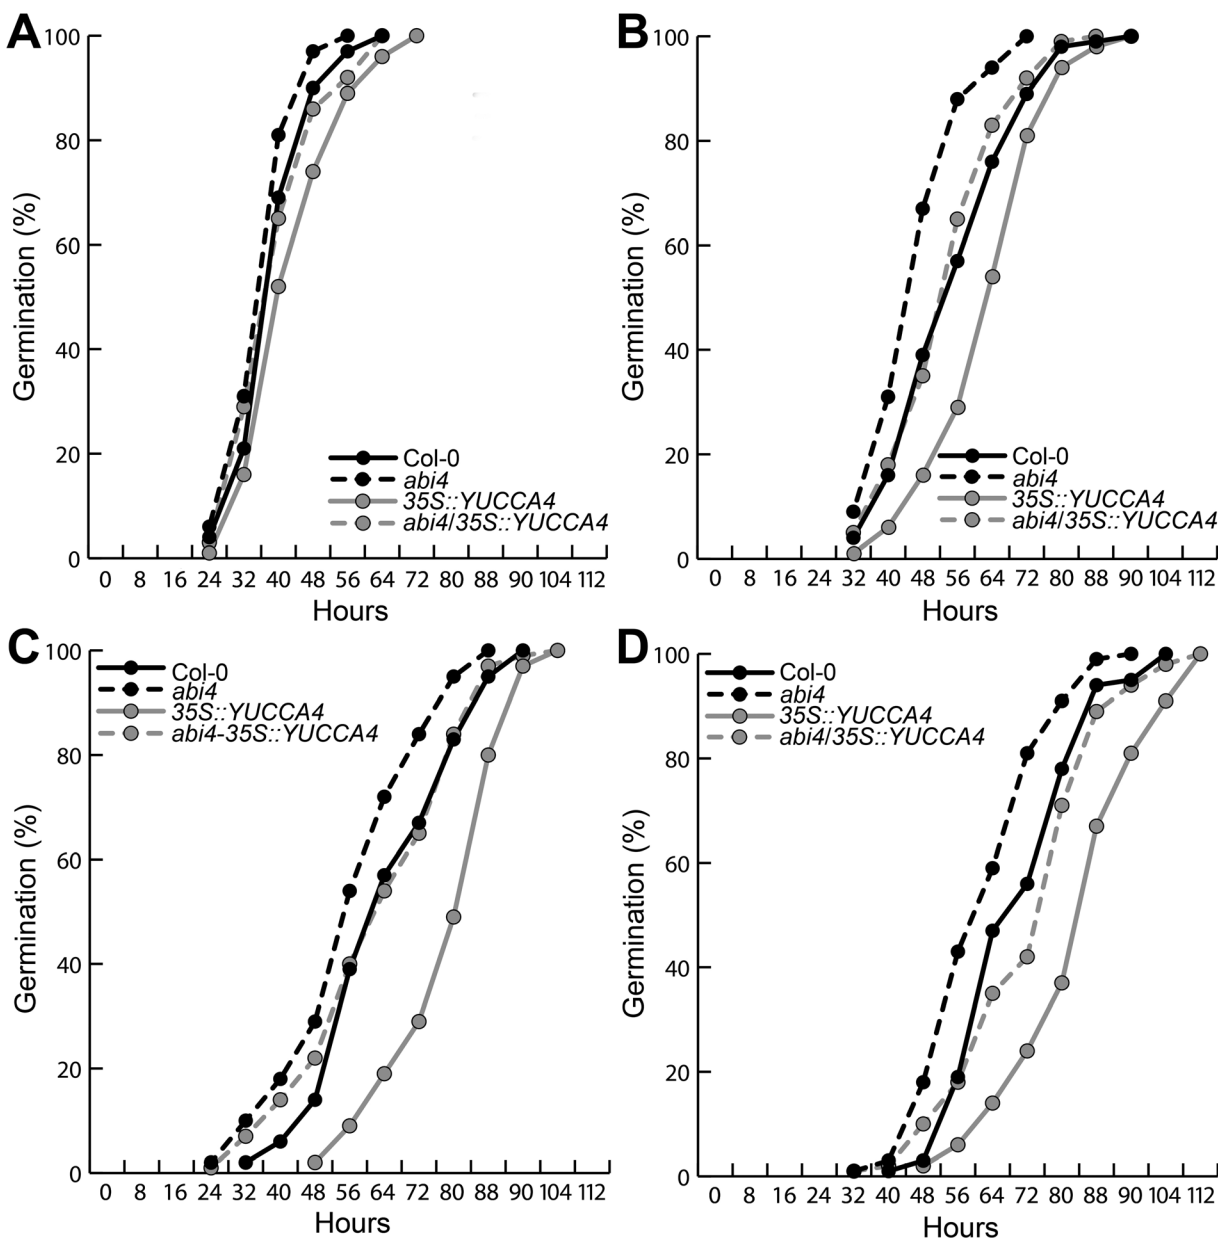 A
100
80
60
40
20
0
Germination (%)
Col-0
abi4
35S::YUCCA4
abi4/35S::YUCCA4
0 8 16 24 32 40 48 56 64 72 80 88 90 104 112
Hours
B
100
80
60
40
20
0
Germination (%)
Col-0
abi4
35S::YUCCA4
abi4/35S::YUCCA4
0 8 16 24 32 40 48 56 64 72 80 88 90 104 112
Hours
C
100
80
60
40
20
0
Germination (%)
Col-0
abi4
35S::YUCCA4
abi4-35S::YUCCA4
0 8 16 24 32 40 48 56 64 72 80 88 90 104 112
Hours
D
100
80
60
40
20
0
Germination (%)
Col-0
abi4
35S::YUCCA4
abi4/35S::YUCCA4
0 8 16 24 32 40 48 56 64 72 80 88 90 104 112
Hours